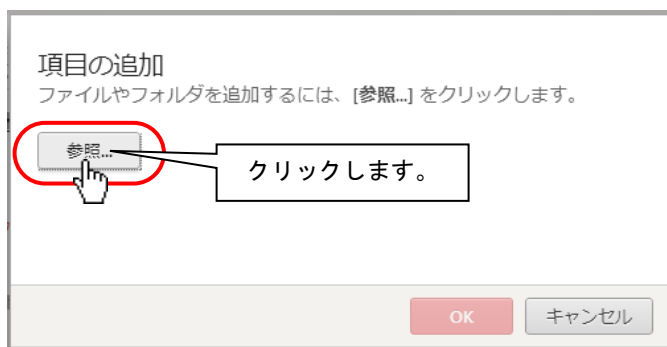 項目の追加
ファイルやフォルダを追加するには、[参照...] をクリックします。
参照...
クリックします。
OK
キャンセル